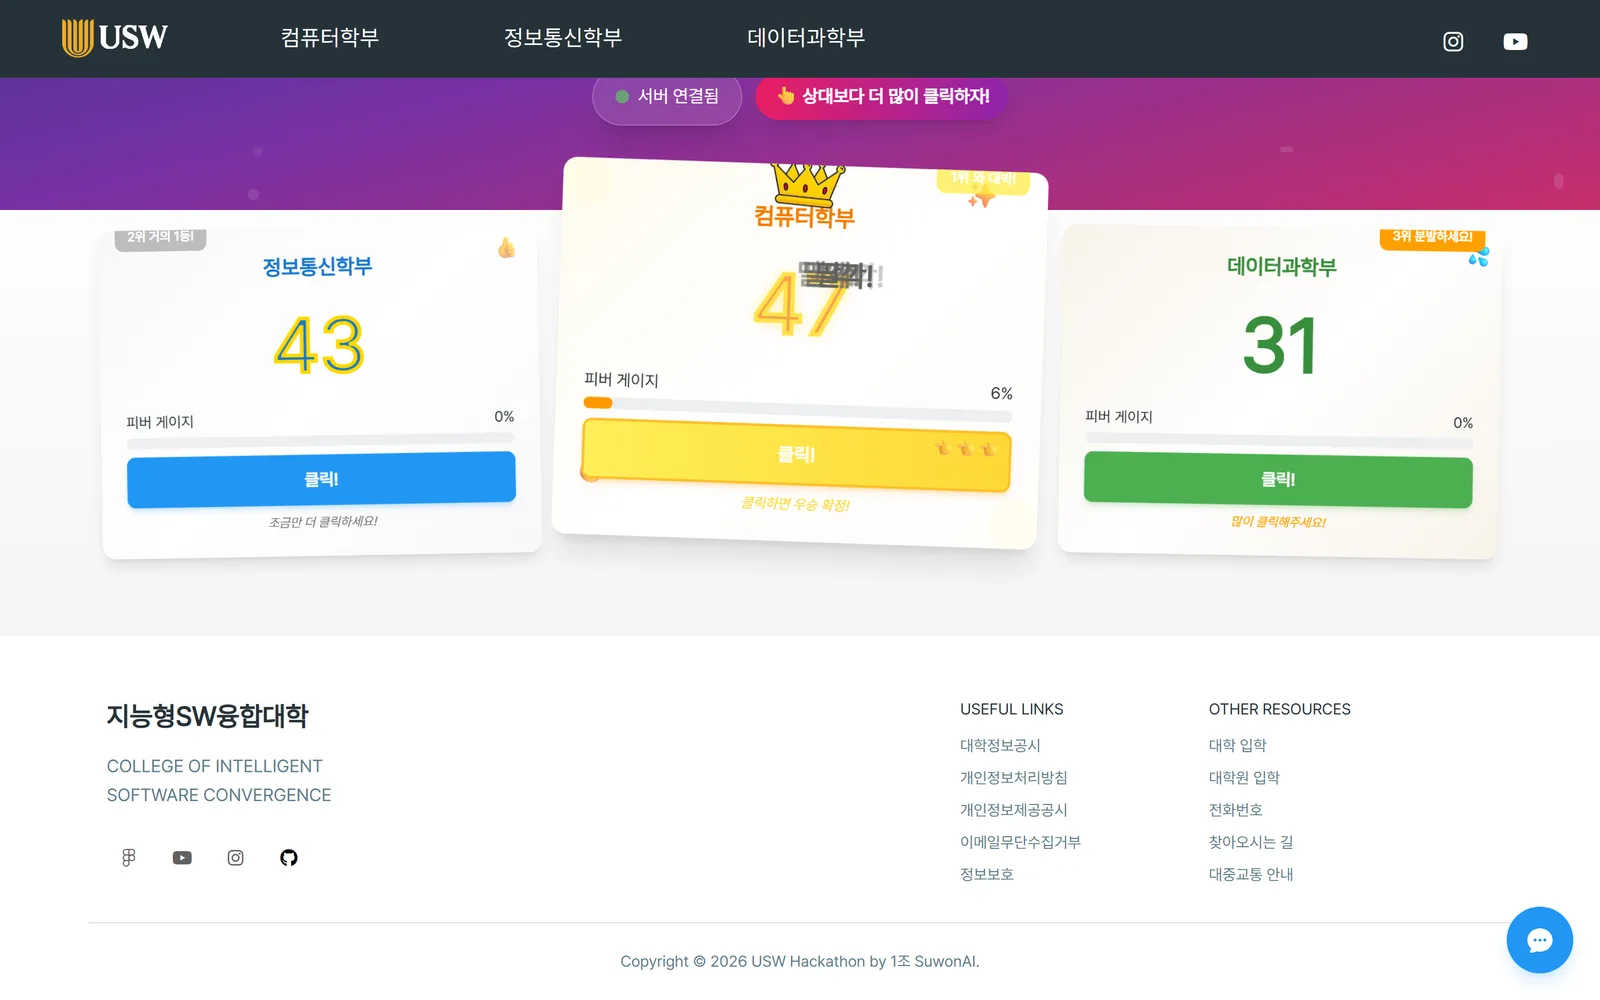 USW
컴퓨터학부
정보통신학부
데이터과학부
서버 연결됨
상대보다 더 많이 클릭하자!
2위 거의 1등!
정보통신학부
43
피버 게이지
0%
클릭!
조금만 더 클릭하세요!
1위 와 대박!
컴퓨터학부
47
피버 게이지
6%
클릭!
클릭하면 우승 확정!
3위 분발하세요!
데이터과학부
31
피버 게이지
0%
클릭!
많이 클릭해주세요!
지능형SW융합대학
COLLEGE OF INTELLIGENT
SOFTWARE CONVERGENCE
USEFUL LINKS
대학정보공시
개인정보처리방침
개인정보제공공시
이메일무단수집거부
정보보호
OTHER RESOURCES
대학 입학
대학원 입학
전화번호
찾아오시는 길
대중교통 안내
Copyright © 2026 USW Hackathon by 1조 SuwonAI.